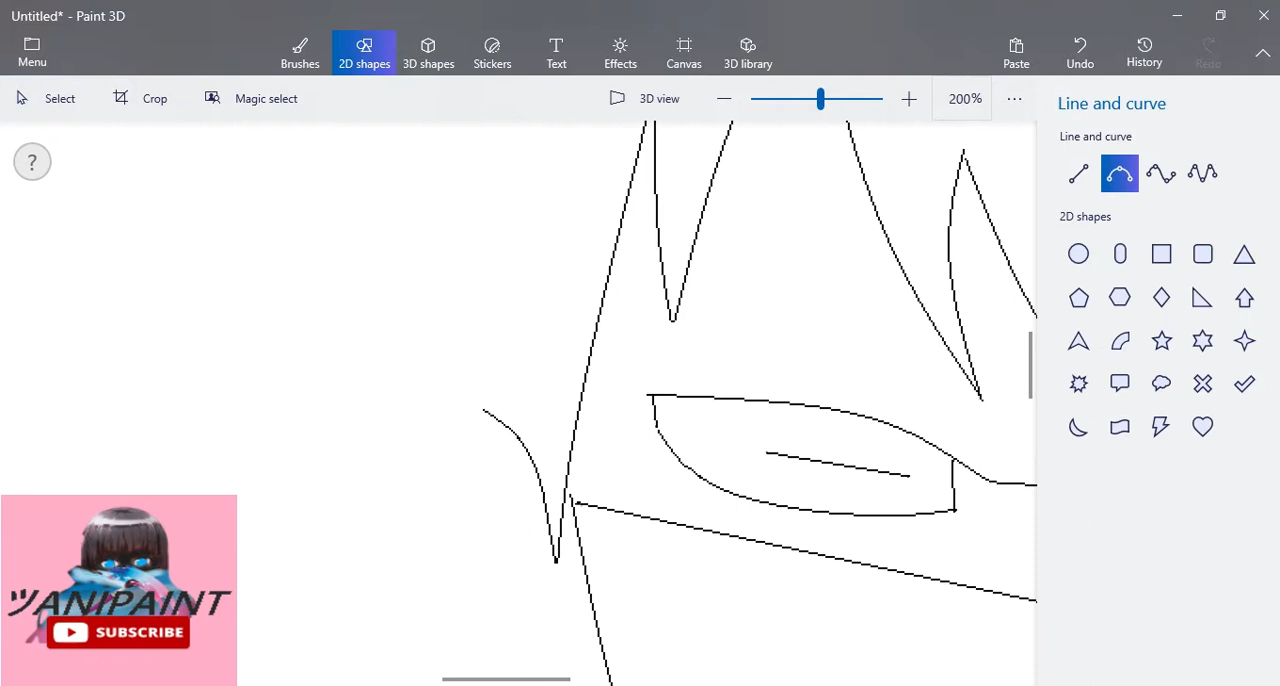 Untitled* - Paint 3D
Menu
Brushes
2D shapes
3D shapes
Stickers
Text
Effects
Canvas
3D library
Paste
Undo
History
Redo
Select
Crop
Magic select
3D view
200%
Line and curve
Line and curve
2D shapes
?
ツANIPAINT
SUBSCRIBE